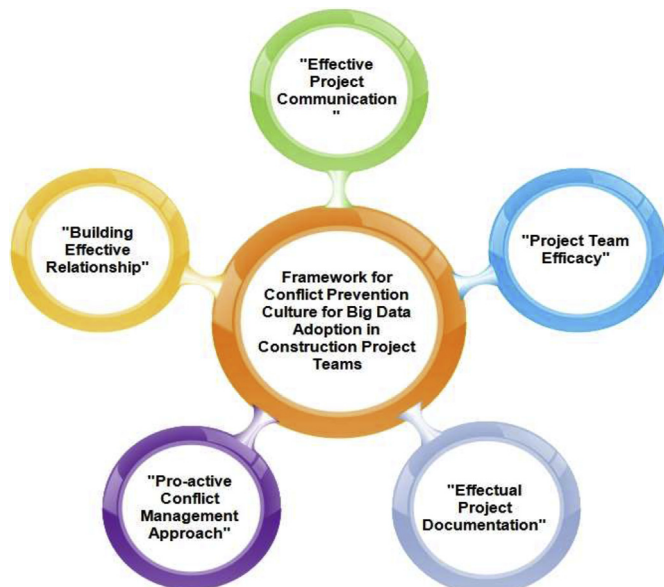 "Effective
Project
Communication
"
"Building
Effective
Relationship"
"Project Team
Efficacy"
Framework for
Conflict Prevention
Culture for Big Data
Adoption in
Construction Project
Teams
"Pro-active
Conflict
Management
Approach"
"Effectual
Project
Documentation"